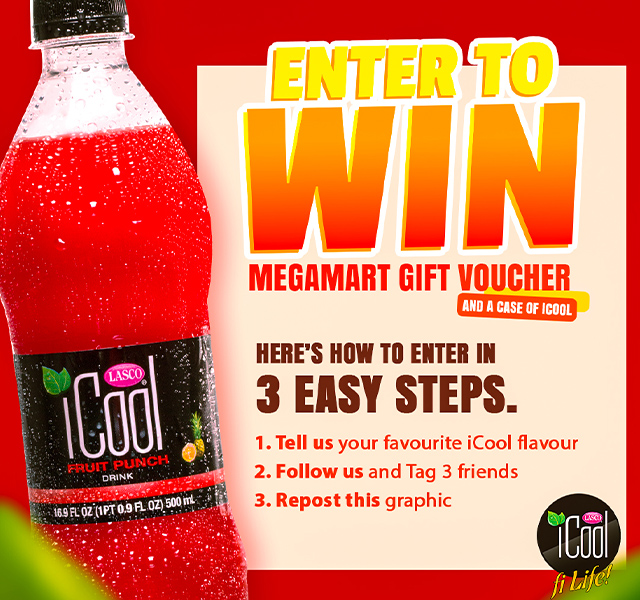 ENTER TO
WIN
MEGAMART GIFT VOUCHER
AND A CASE OF ICOOL
HERE'S HOW TO ENTER IN
3 EASY STEPS.
1. Tell us your favourite iCool flavour
2. Follow us and Tag 3 friends
3. Repost this graphic
LASCO
iCool
FRUIT PUNCH
DRINK
16.9 FL OZ (1PT 0.9 FL OZ) 500 mL
LASCO
iCool
fi Life!